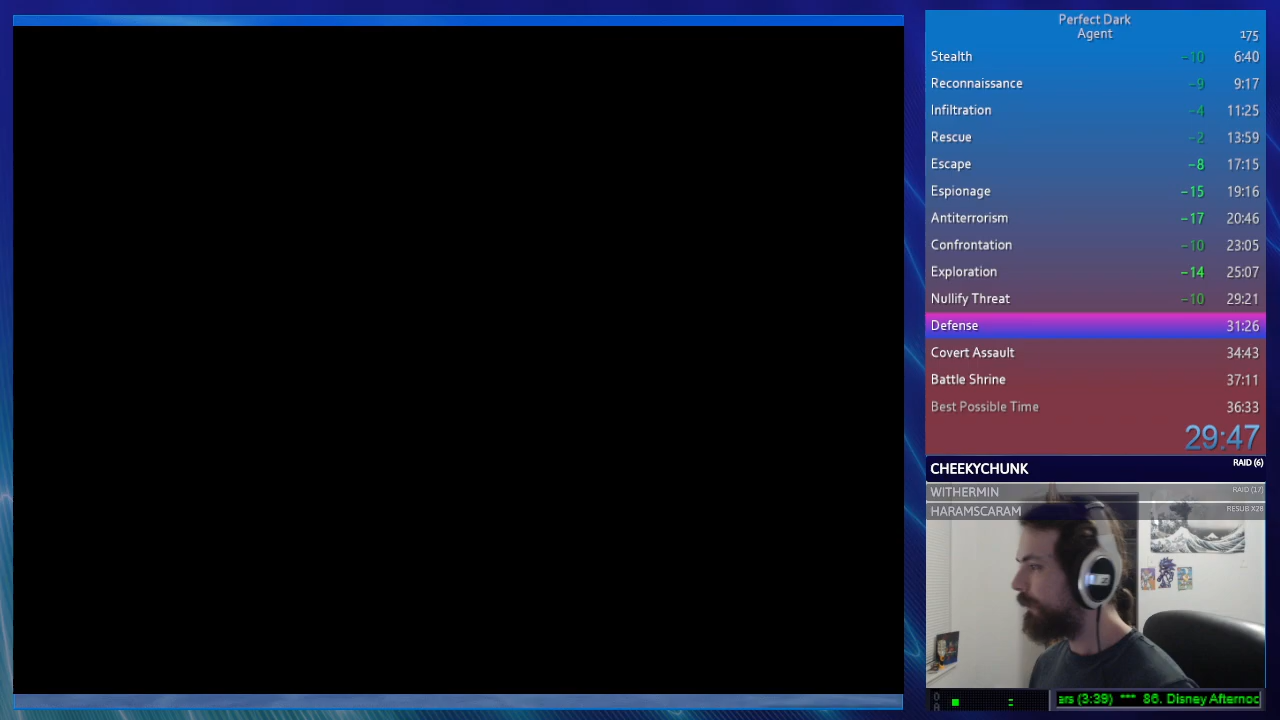 Perfect Dark
Agent
175
Stealth -10 6:40
Reconnaissance -9 9:17
Infiltration -4 11:25
Rescue -2 13:59
Escape -8 17:15
Espionage -15 19:16
Antiterrorism -17 20:46
Confrontation -10 23:05
Exploration -14 25:07
Nullify Threat -10 29:21
Defense 31:26
Covert Assault 34:43
Battle Shrine 37:11
Best Possible Time 36:33
29:47
CHEEKYCHUNK RAID (6)
WITHERMIN RAID (17)
HARAMSCARAM RESUB X28
ars (3:39) *** 86. Disney Afternoc